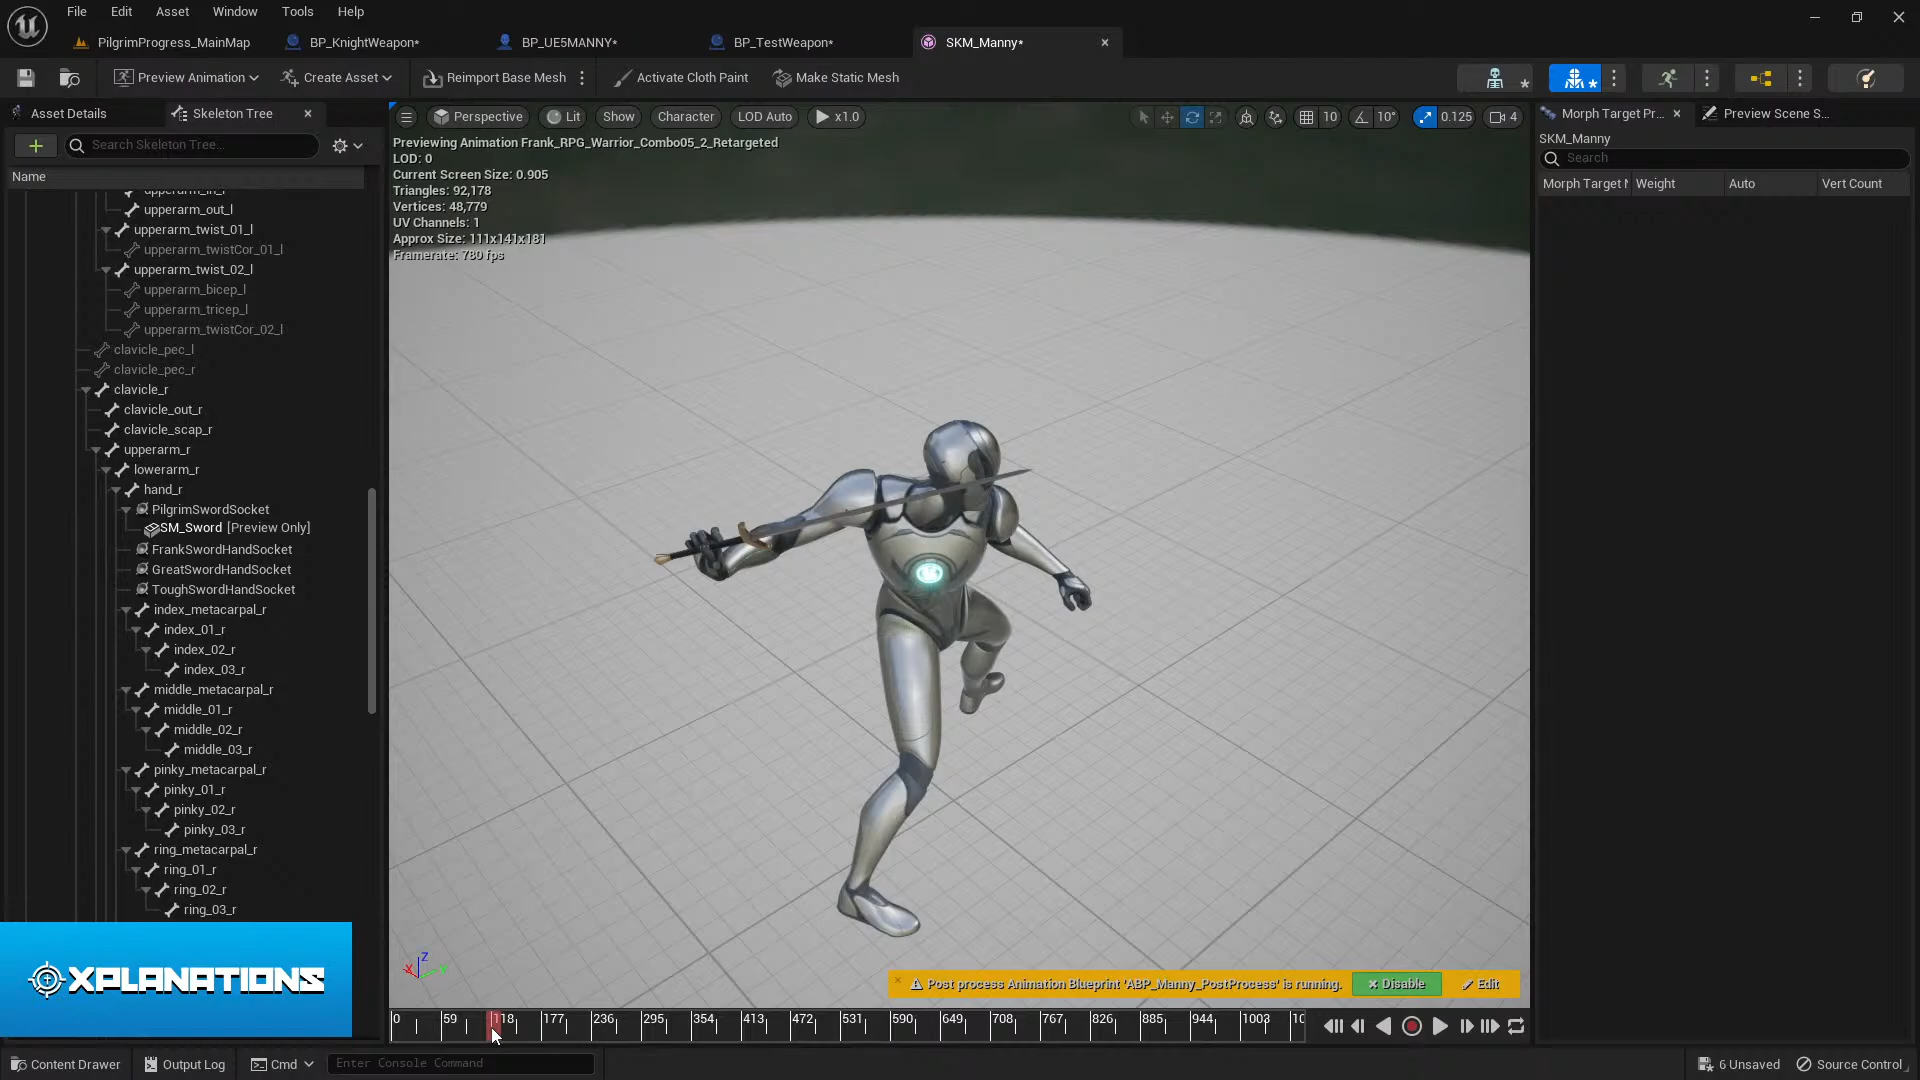 File Edit Asset Window Tools Help
PilgrimProgress_MainMap BP_KnightWeapon* BP_UE5MANNY* BP_TestWeapon* SKM_Manny*
Preview Animation Create Asset Reimport Base Mesh Activate Cloth Paint Make Static Mesh
Asset Details Skeleton Tree
Search Skeleton Tree...
Name
upperarm_out_l
upperarm_twist_01_l
upperarm_twistCor_01_l
upperarm_twist_02_l
upperarm_bicep_l
upperarm_tricep_l
upperarm_twistCor_02_l
clavicle_pec_l
clavicle_pec_r
clavicle_r
clavicle_out_r
clavicle_scap_r
upperarm_r
lowerarm_r
hand_r
PilgrimSwordSocket
SM_Sword [Preview Only]
FrankSwordHandSocket
GreatSwordHandSocket
ToughSwordHandSocket
index_metacarpal_r
index_01_r
index_02_r
index_03_r
middle_metacarpal_r
middle_01_r
middle_02_r
middle_03_r
pinky_metacarpal_r
pinky_01_r
pinky_02_r
pinky_03_r
ring_metacarpal_r
ring_01_r
ring_02_r
ring_03_r
XPLANATIONS
Perspective Lit Show Character LOD Auto x1.0 10 10° 0.125 4
Previewing Animation Frank_RPG_Warrior_Combo05_2_Retargeted
LOD: 0
Current Screen Size: 0.905
Triangles: 92,178
Vertices: 48,779
UV Channels: 1
Approx Size: 111x141x181
Framerate: 780 fps
Z
X Y
Post process Animation Blueprint 'ABP_Manny_PostProcess' is running. Disable Edit
0 59 118 177 236 295 354 413 472 531 590 649 708 767 826 885 944 1003 10
Morph Target Pr... Preview Scene S...
SKM_Manny
Search
Morph Target Weight Auto Vert Count
Content Drawer Output Log Cmd Enter Console Command 6 Unsaved Source Control